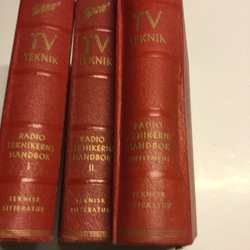 TV
TEKNIK
RADIO
TEKNIKERNS
HANDBOK
I
TEKNISK
LITTERATUR
TV
TEKNIK
RADIO
TEKNIKERNS
HANDBOK
II
TEKNISK
LITTERATUR
TV
TEKNIK
RADIO
TEKNIKERNS
HANDBOK
SUPPLEMENT
TEKNISK
LITTERATUR